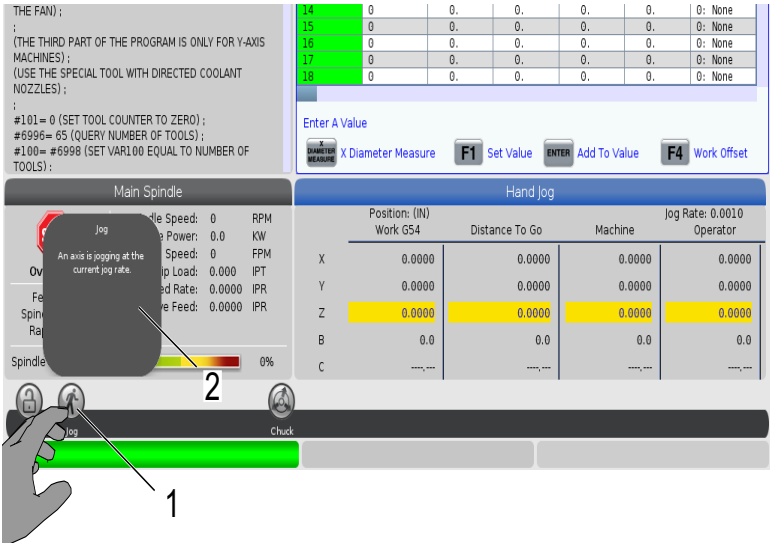 THE FAN) ;
;
(THE THIRD PART OF THE PROGRAM IS ONLY FOR Y-AXIS
MACHINES) ;
(USE THE SPECIAL TOOL WITH DIRECTED COOLANT
NOZZLES) ;
;
#101= 0 (SET TOOL COUNTER TO ZERO) ;
#6996= 65 (QUERY NUMBER OF TOOLS) ;
#100= #6998 (SET VAR100 EQUAL TO NUMBER OF
TOOLS) ;
14 0 0. 0. 0. 0: None
15 0 0. 0. 0. 0: None
16 0 0. 0. 0. 0: None
17 0 0. 0. 0. 0: None
18 0 0. 0. 0. 0: None
Enter A Value
X DIAMETER MEASURE X Diameter Measure F1 Set Value ENTER Add To Value F4 Work Offset
Main Spindle
dle Speed: 0 RPM
e Power: 0.0 KW
Speed: 0 FPM
Ov ip Load: 0.000 IPT
Fe ed Rate: 0.0000 IPR
Spin ve Feed: 0.0000 IPR
Rap
Spindle 0%
Jog
An axis is jogging at the
current jog rate.
2
Hand Jog
Position: (IN) Jog Rate: 0.0010
Work G54 Distance To Go Machine Operator
X 0.0000 0.0000 0.0000 0.0000
Y 0.0000 0.0000 0.0000 0.0000
Z 0.0000 0.0000 0.0000 0.0000
B 0.0 0.0 0.0 0.0
C ----.--- ----.--- ----.--- ----.---
Jog Chuck
1